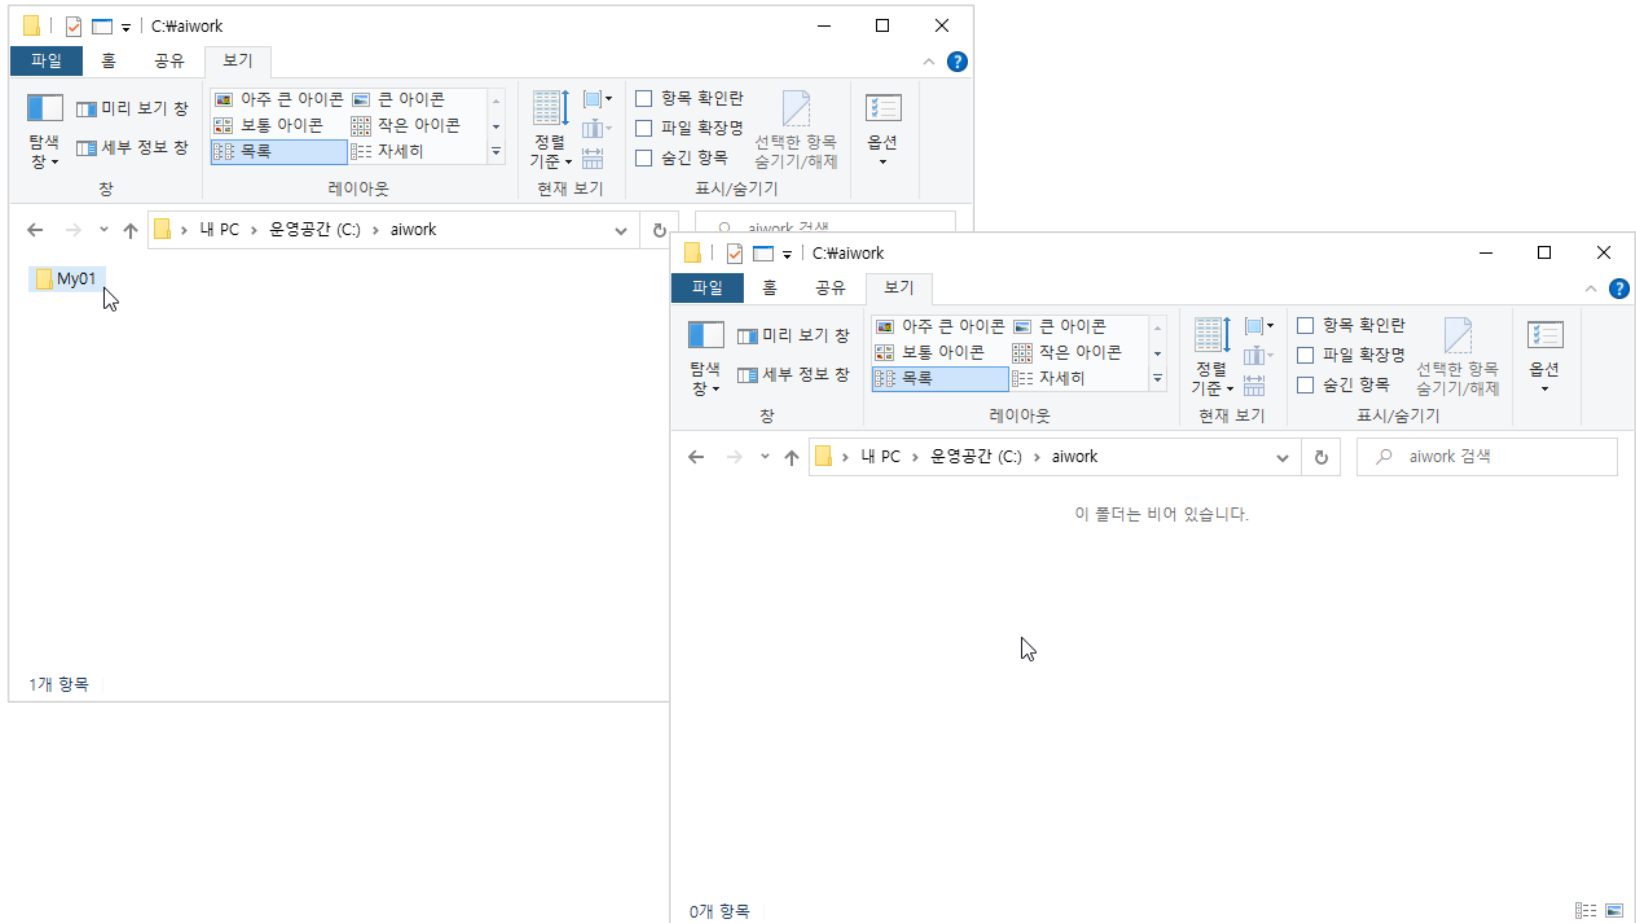 C:₩aiwork
파일 홈 공유 보기
미리 보기 창
세부 정보 창
탐색
창
창
아주 큰 아이콘 큰 아이콘
보통 아이콘 작은 아이콘
목록 자세히
레이아웃
정렬
기준
현재 보기
항목 확인란
파일 확장명
숨긴 항목
선택한 항목
숨기기/해제
표시/숨기기
옵션
내 PC > 운영공간 (C:) > aiwork
aiwork 검색
My01
1개 항목
C:₩aiwork
파일 홈 공유 보기
미리 보기 창
세부 정보 창
탐색
창
창
아주 큰 아이콘 큰 아이콘
보통 아이콘 작은 아이콘
목록 자세히
레이아웃
정렬
기준
현재 보기
항목 확인란
파일 확장명
숨긴 항목
선택한 항목
숨기기/해제
표시/숨기기
옵션
내 PC > 운영공간 (C:) > aiwork
aiwork 검색
이 폴더는 비어 있습니다.
0개 항목